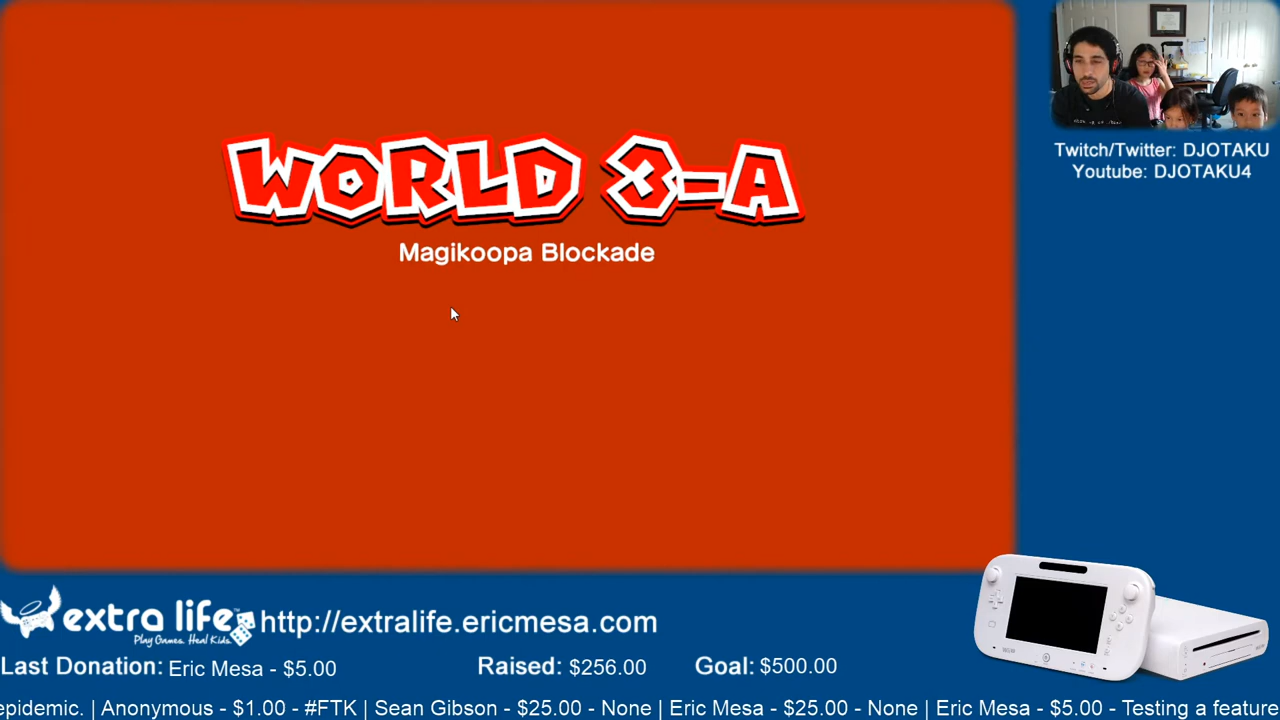 WORLD 3-A
Magikoopa Blockade
Twitch/Twitter: DJOTAKU
Youtube: DJOTAKU4
extra life
Play Games. Heal Kids.
http://extralife.ericmesa.com
Last Donation: Eric Mesa - $5.00 Raised: $256.00 Goal: $500.00
epidemic. | Anonymous - $1.00 - #FTK | Sean Gibson - $25.00 - None | Eric Mesa - $25.00 - None | Eric Mesa - $5.00 - Testing a feature